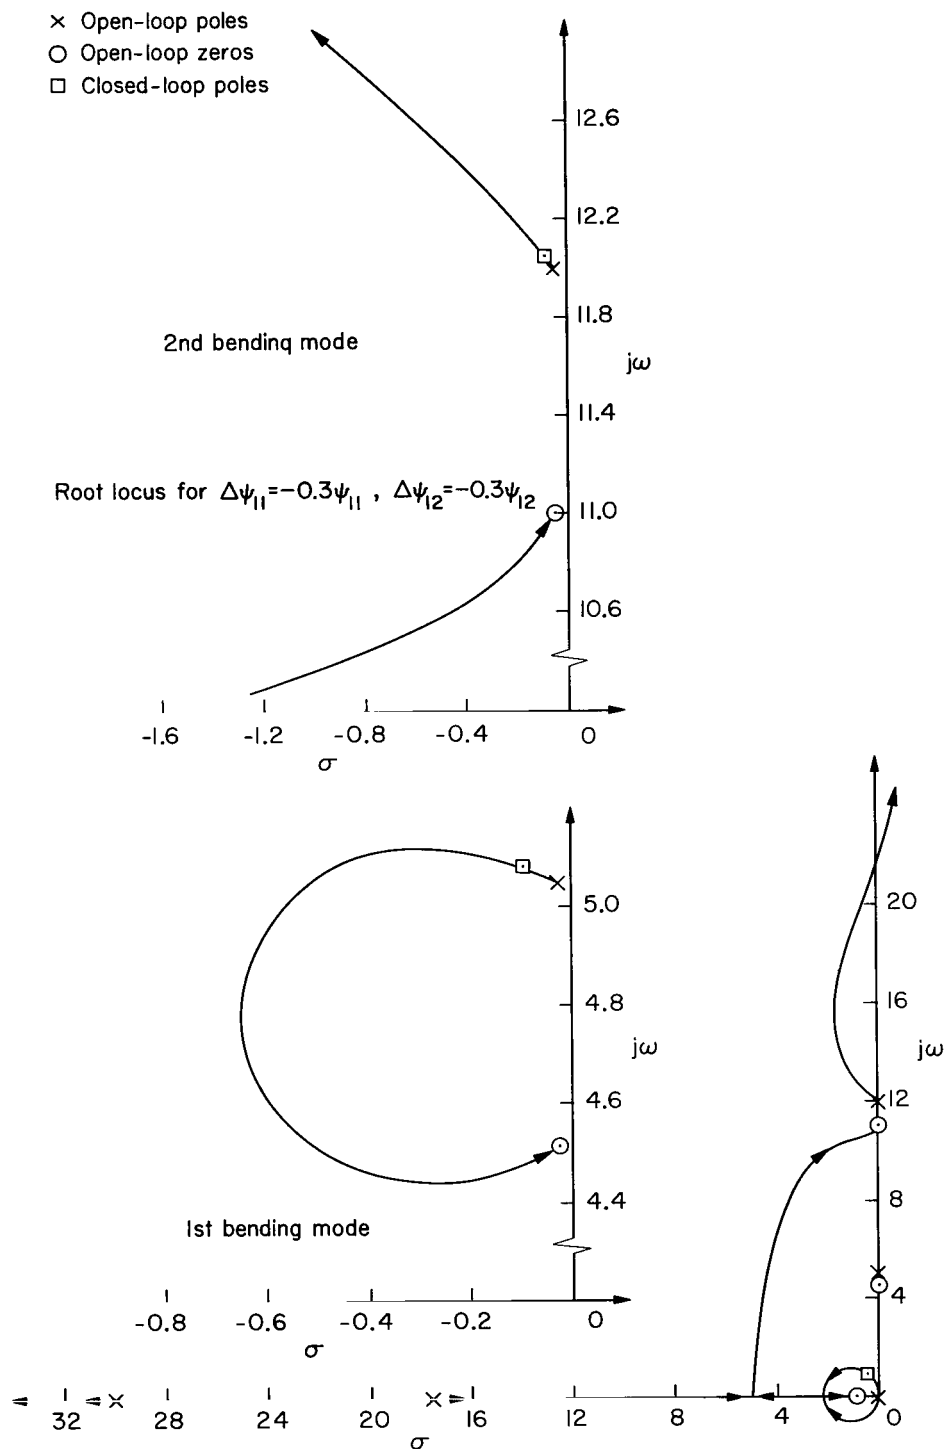 × Open-loop poles
○ Open-loop zeros
□ Closed-loop poles
12.6
12.2
11.8
2nd bending mode
jω
11.4
Root locus for Δψ11=-0.3ψ11 , Δψ12=-0.3ψ12
11.0
10.6
-1.6 -1.2 -0.8 -0.4 0
σ
5.0
4.8
jω
4.6
4.4
1st bending mode
-0.8 -0.6 -0.4 -0.2 0
σ
20
16
jω
12
8
4
32 28 24 20 16 12 8 4 0
σ